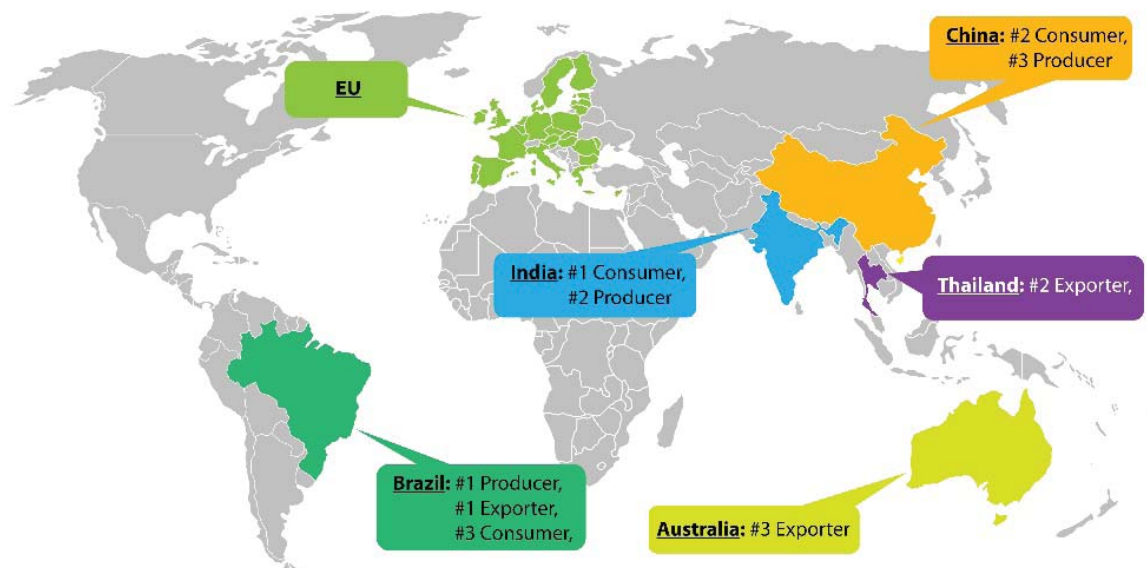 China: #2 Consumer,
#3 Producer
EU
India: #1 Consumer,
#2 Producer
Thailand: #2 Exporter,
Brazil: #1 Producer,
#1 Exporter,
#3 Consumer,
Australia: #3 Exporter